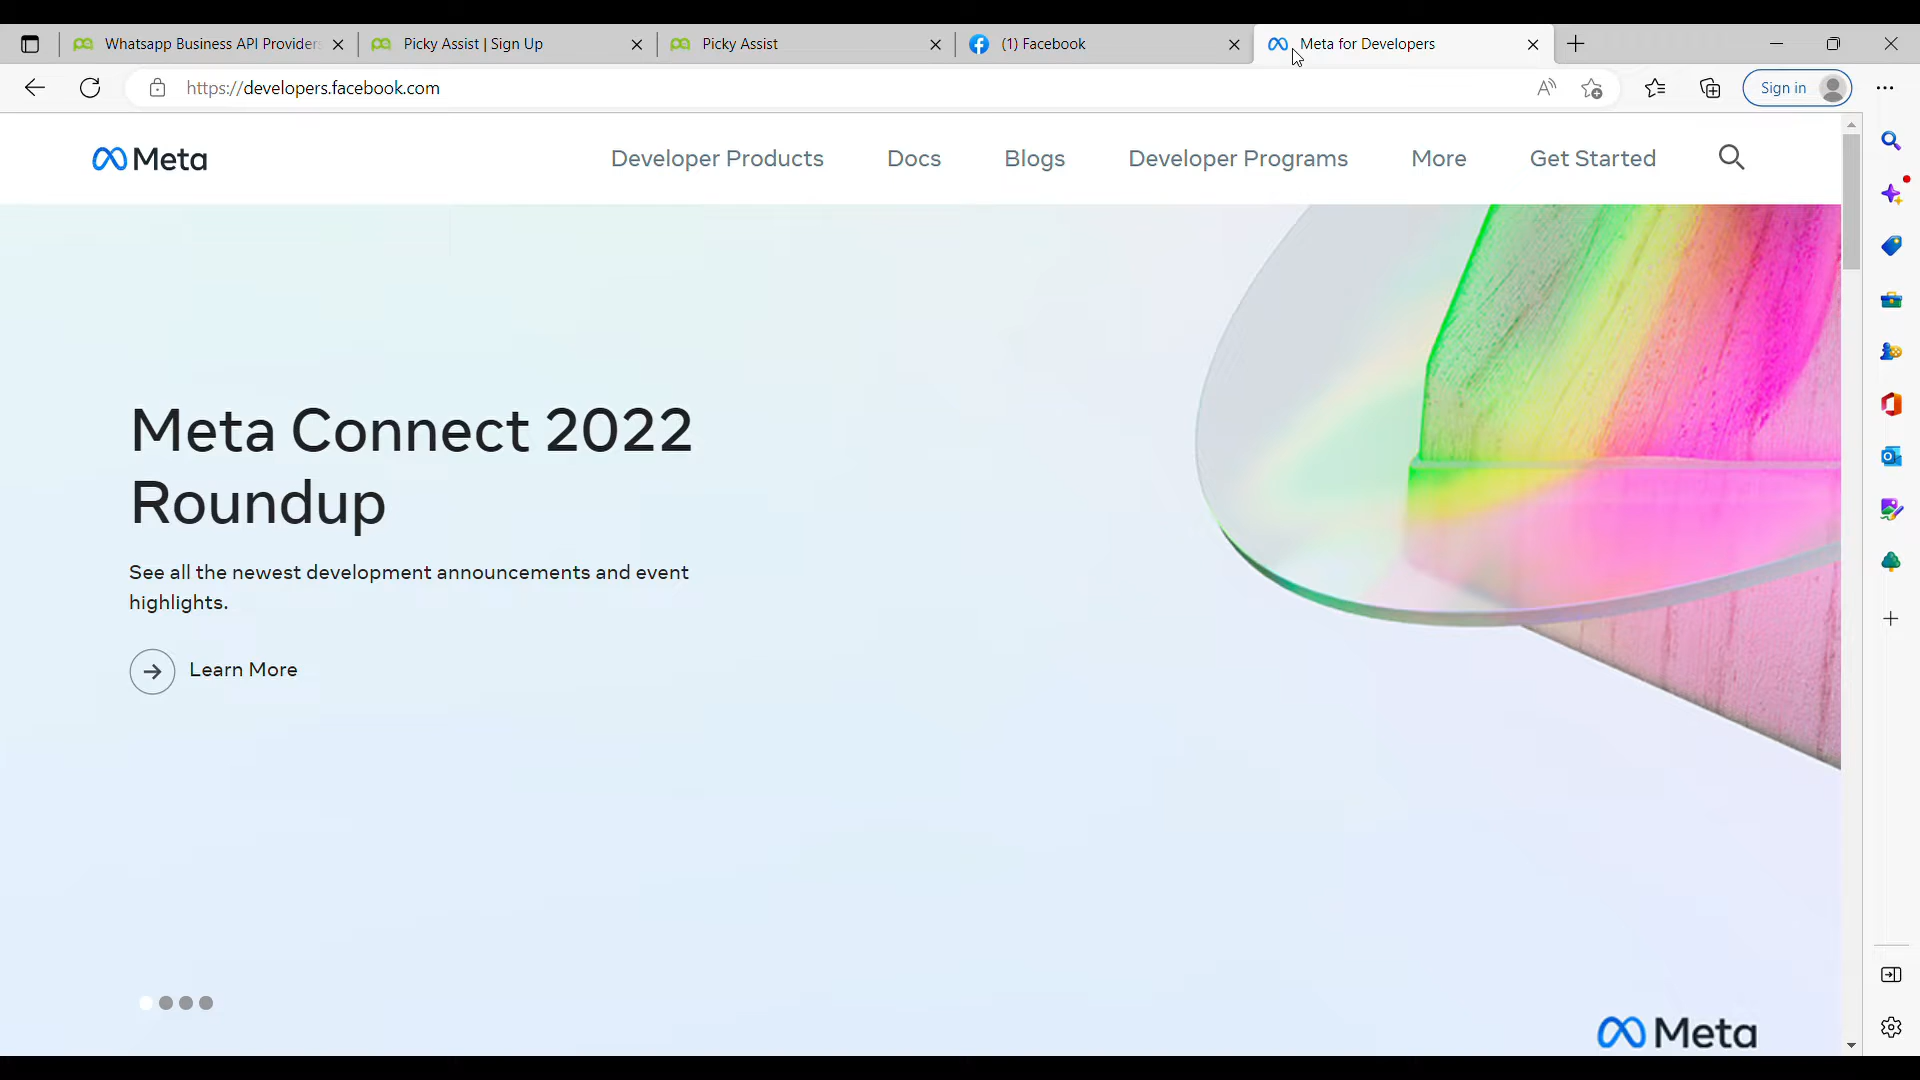 Whatsapp Business API Providers
Picky Assist | Sign Up
Picky Assist
(1) Facebook
Meta for Developers
https://developers.facebook.com
Sign in
Meta
Developer Products
Docs
Blogs
Developer Programs
More
Get Started
Meta Connect 2022
Roundup
See all the newest development announcements and event
highlights.
Learn More
Meta